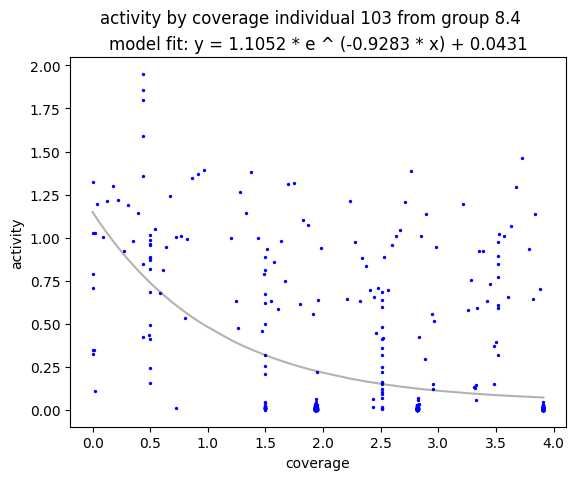 activity by coverage individual 103 from group 8.4
model fit: y = 1.1052 * e ^ (-0.9283 * x) + 0.0431
2.00
1.75
1.50
1.25
1.00
0.75
0.50
0.25
0.00
activity
0.0 0.5 1.0 1.5 2.0 2.5 3.0 3.5 4.0
coverage